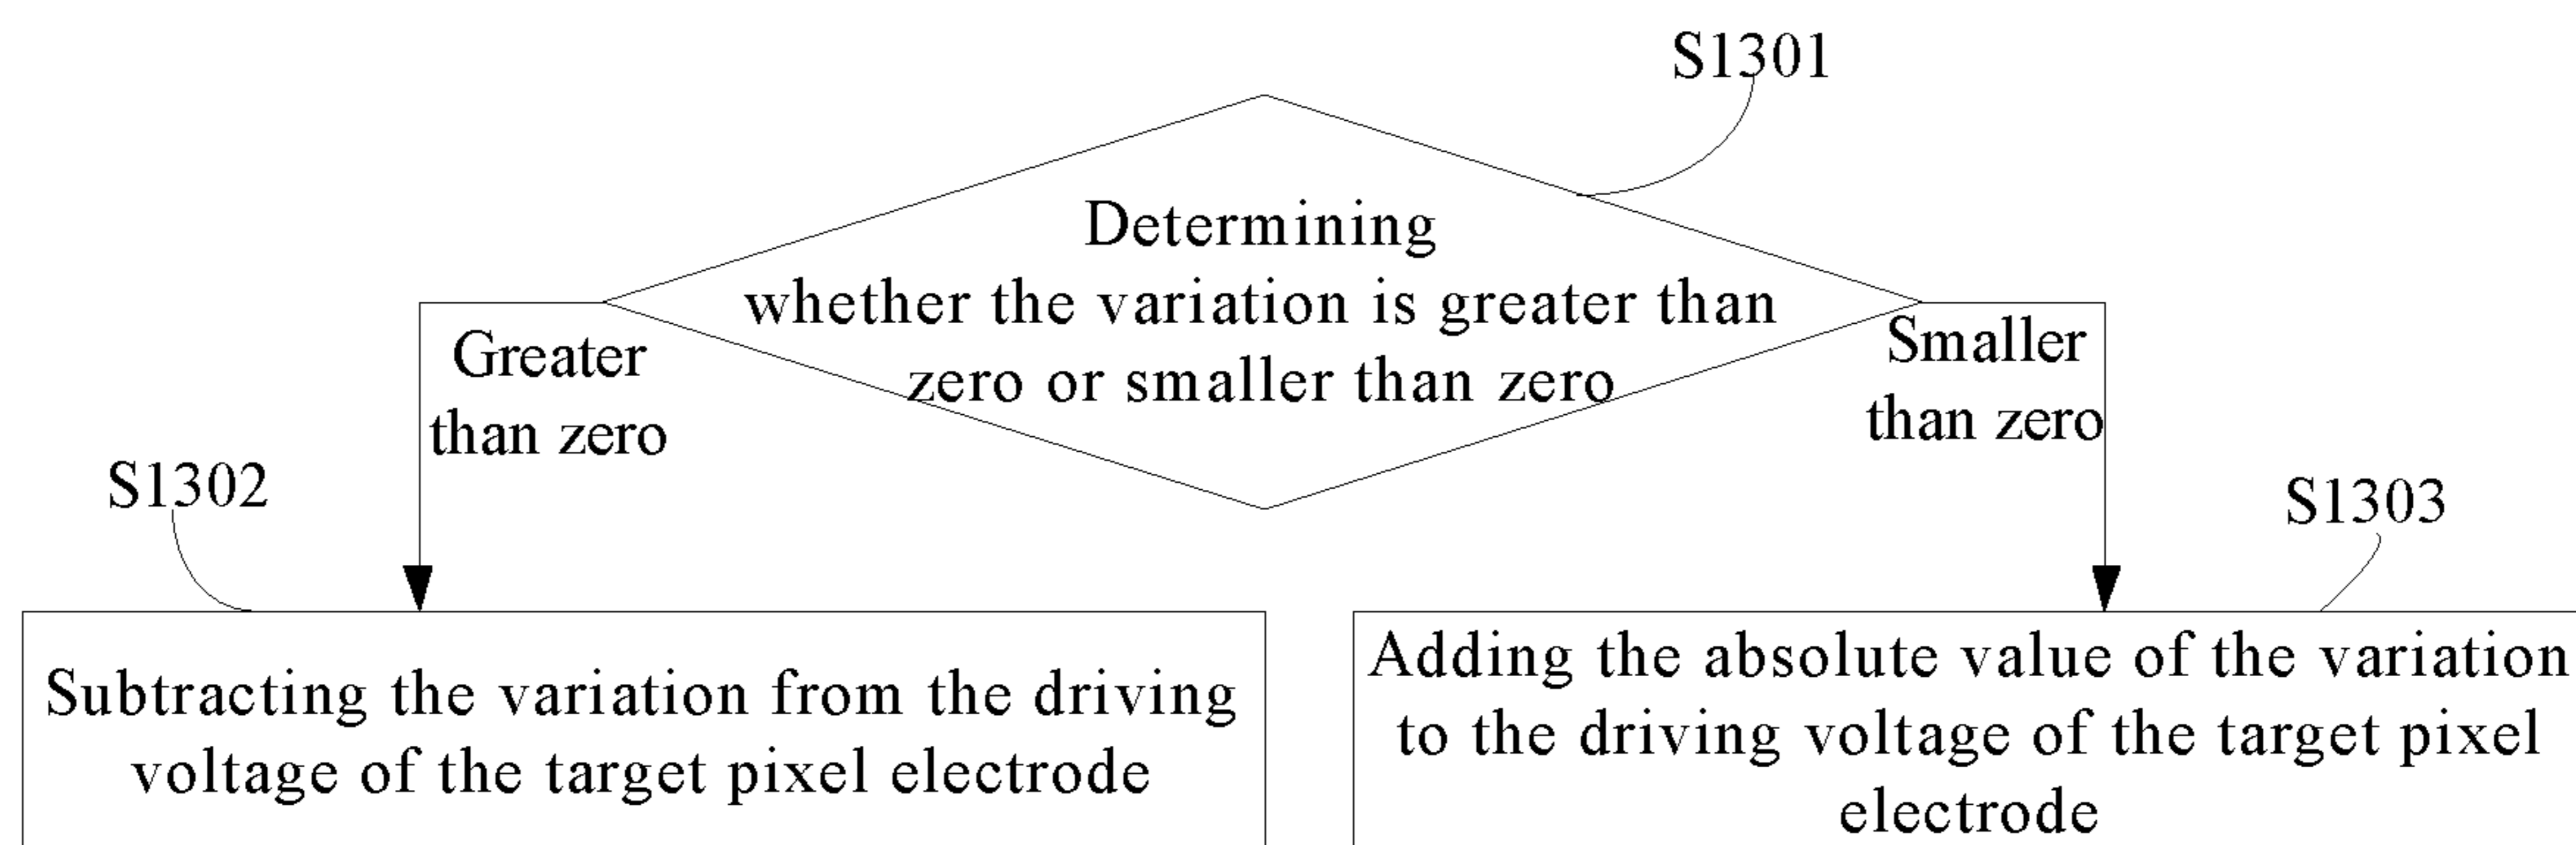 S1301
Determining
whether the variation is greater than
zero or smaller than zero
Greater
than zero
Smaller
than zero
S1302
S1303
Subtracting the variation from the driving
voltage of the target pixel electrode
Adding the absolute value of the variation
to the driving voltage of the target pixel
electrode